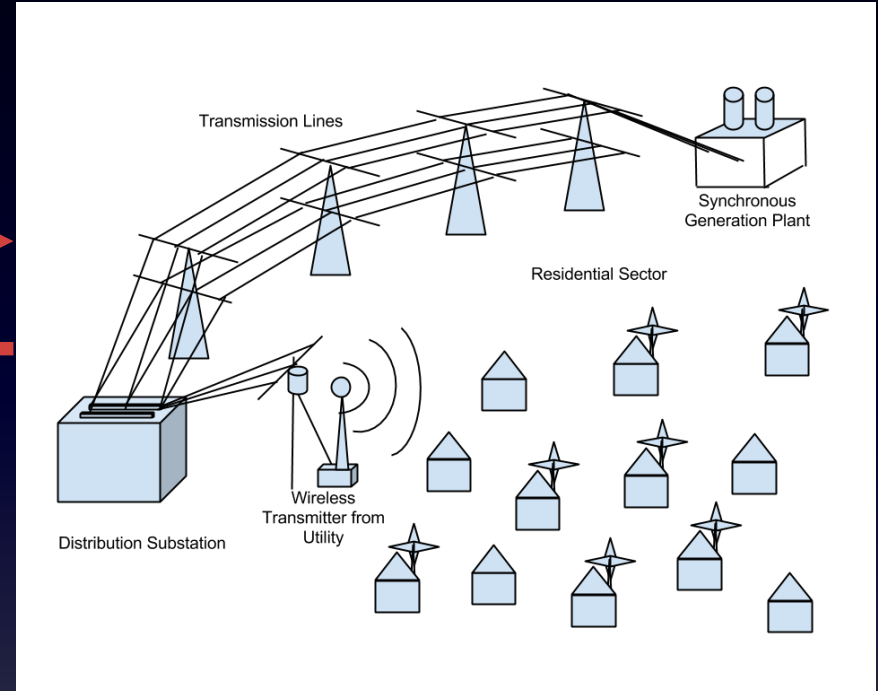 Transmission Lines
Synchronous
Generation Plant
Residential Sector
Wireless
Transmitter from
Utility
Distribution Substation